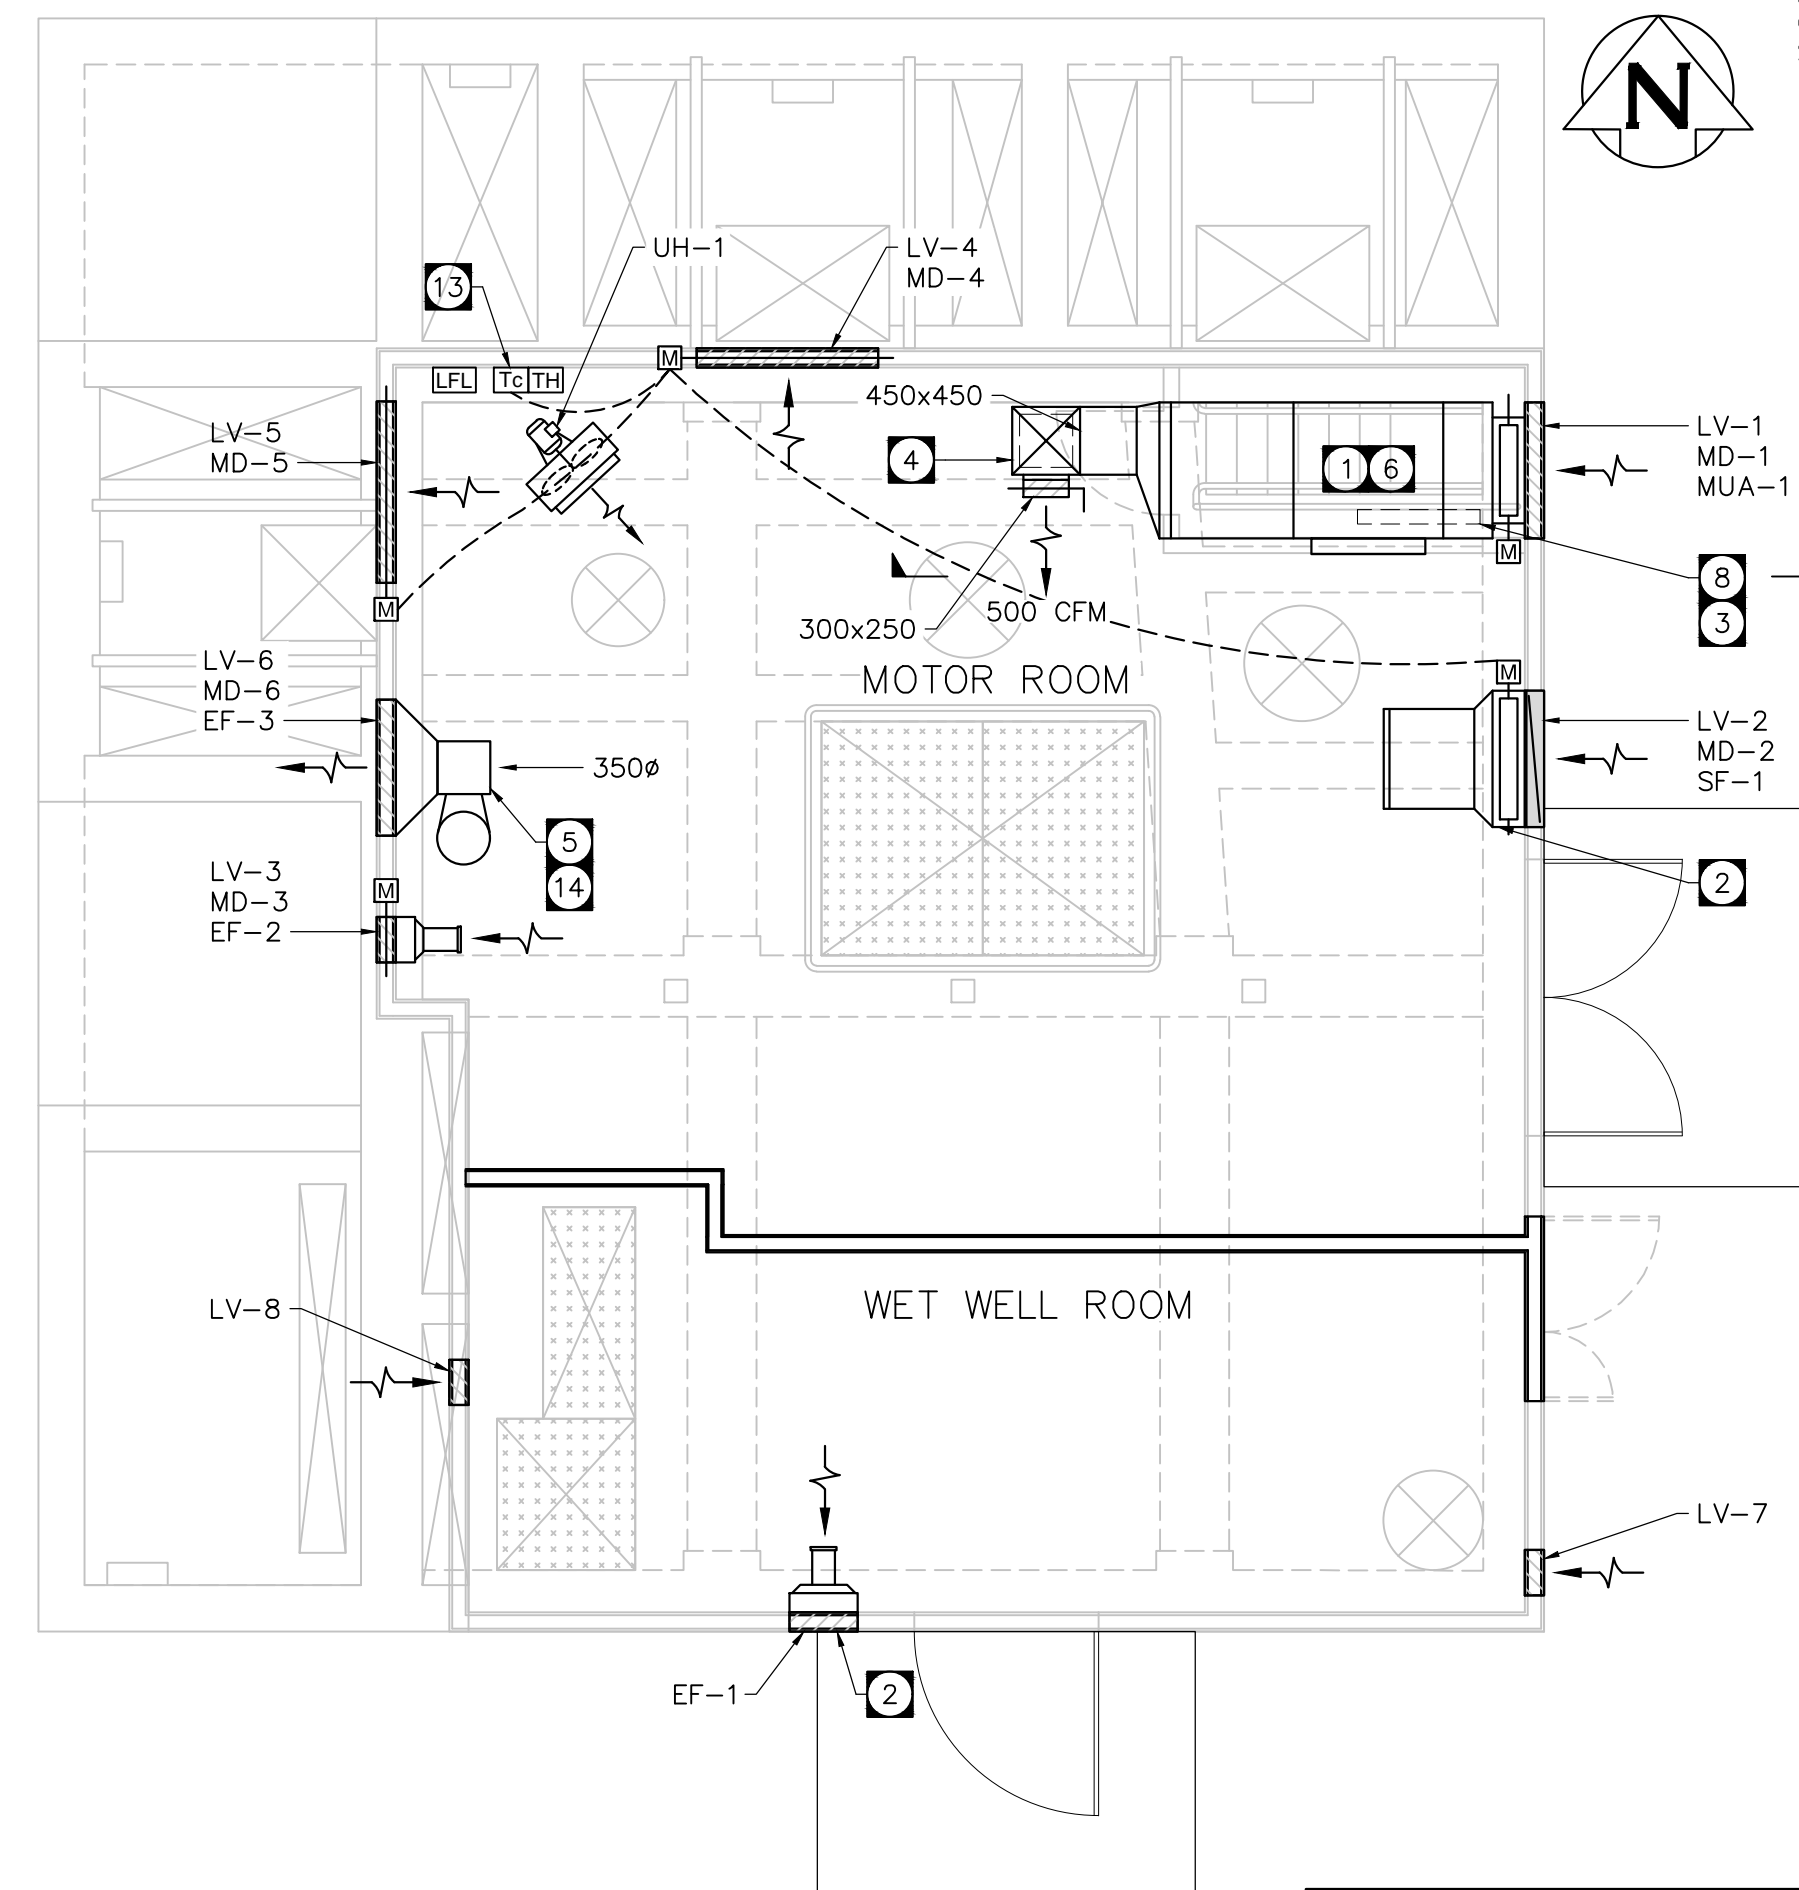 N
UH-1
LV-4
MD-4
13
M
LFL
Tc
TH
450x450
LV-5
MD-5
4
1
6
LV-1
MD-1
MUA-1
M
8
3
M
300x250
500 CFM
MOTOR ROOM
M
LV-6
MD-6
EF-3
350ø
LV-2
MD-2
SF-1
5
14
LV-3
MD-3
EF-2
M
2
WET WELL ROOM
LV-8
LV-7
EF-1
2